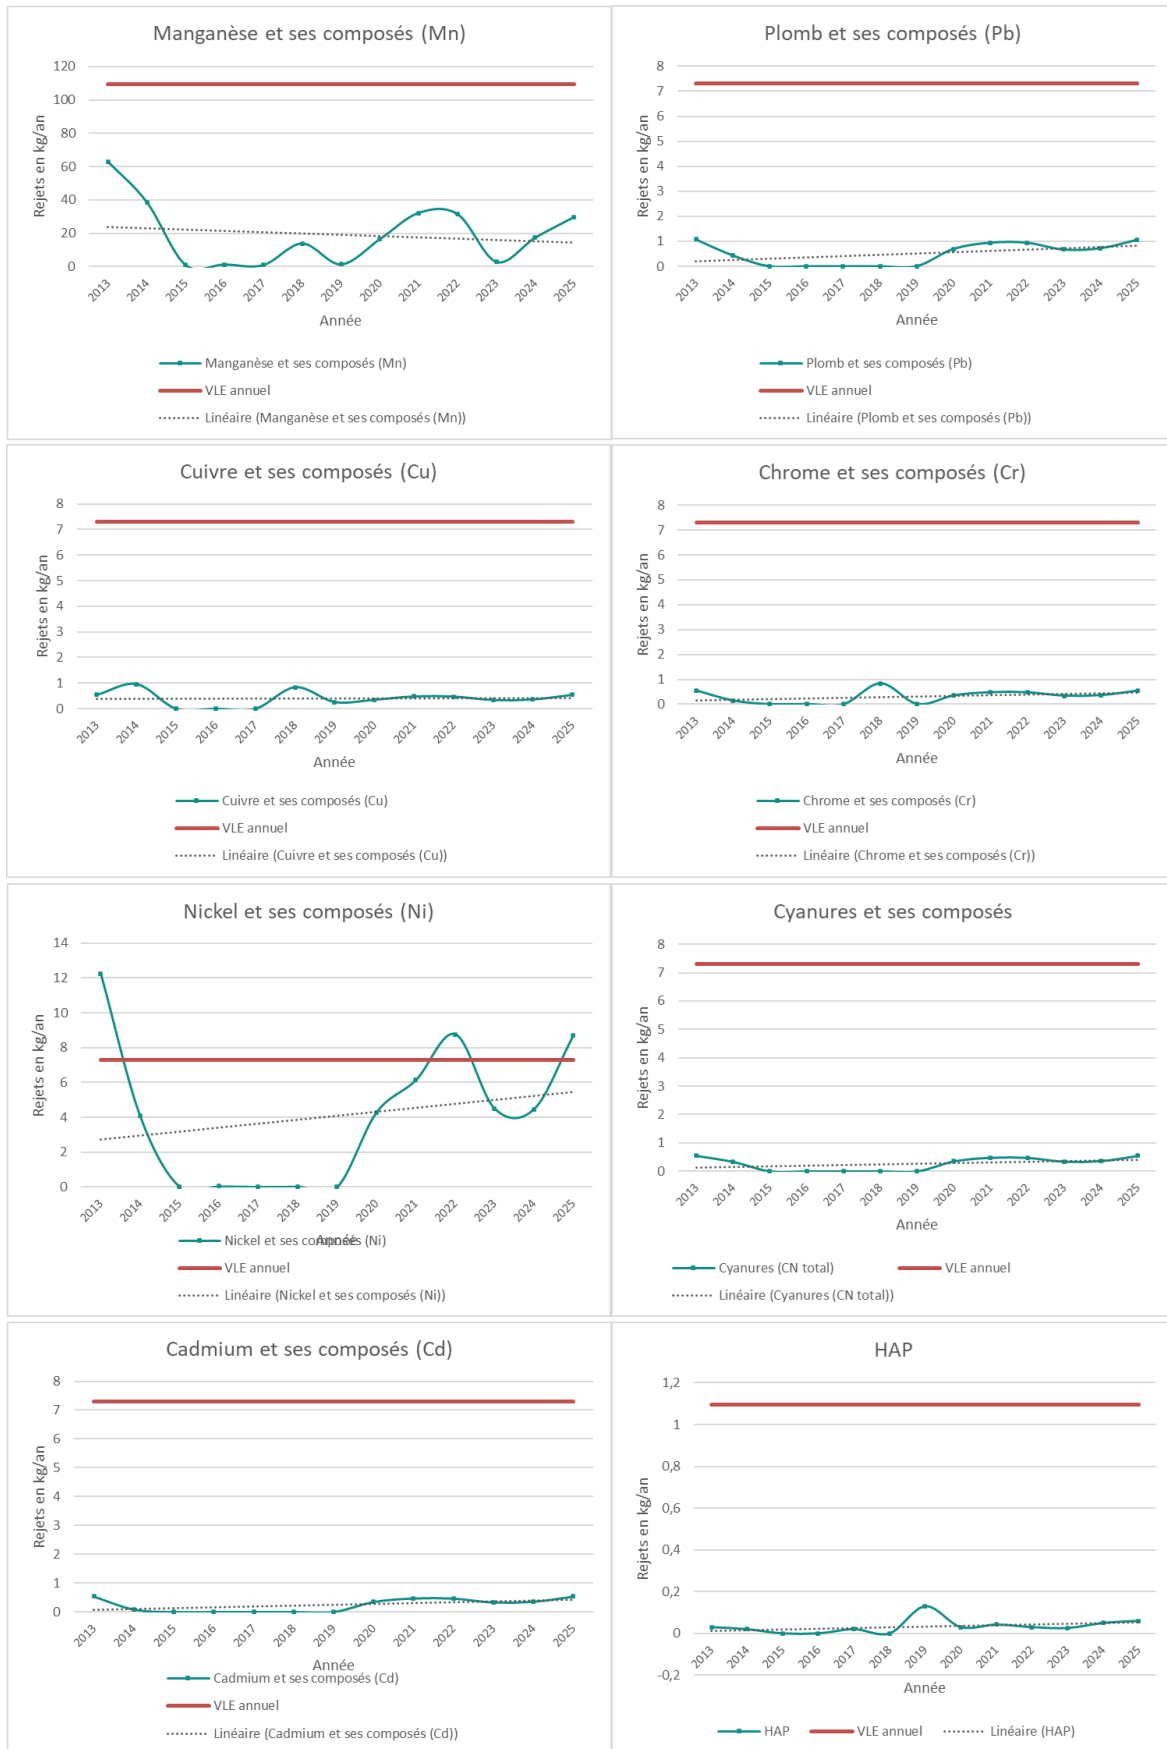 Manganèse et ses composés (Mn)
120
100
80
60
40
20
0
Rejets en kg/an
2013 2014 2015 2016 2017 2018 2019 2020 2021 2022 2023 2024 2025
Année
Manganèse et ses composés (Mn)
VLE annuel
Linéaire (Manganèse et ses composés (Mn))
Plomb et ses composés (Pb)
8
7
6
5
4
3
2
1
0
Rejets en kg/an
2013 2014 2015 2016 2017 2018 2019 2020 2021 2022 2023 2024 2025
Année
Plomb et ses composés (Pb)
VLE annuel
Linéaire (Plomb et ses composés (Pb))
Cuivre et ses composés (Cu)
8
7
6
5
4
3
2
1
0
Rejets en kg/an
2013 2014 2015 2016 2017 2018 2019 2020 2021 2022 2023 2024 2025
Année
Cuivre et ses composés (Cu)
VLE annuel
Linéaire (Cuivre et ses composés (Cu))
Chrome et ses composés (Cr)
8
7
6
5
4
3
2
1
0
Rejets en kg/an
2013 2014 2015 2016 2017 2018 2019 2020 2021 2022 2023 2024 2025
Année
Chrome et ses composés (Cr)
VLE annuel
Linéaire (Chrome et ses composés (Cr))
Nickel et ses composés (Ni)
14
12
10
8
6
4
2
0
Rejets en kg/an
2013 2014 2015 2016 2017 2018 2019 2020 2021 2022 2023 2024 2025
Année
Nickel et ses composés (Ni)
VLE annuel
Linéaire (Nickel et ses composés (Ni))
Cyanures et ses composés
8
7
6
5
4
3
2
1
0
Rejets en kg/an
2013 2014 2015 2016 2017 2018 2019 2020 2021 2022 2023 2024 2025
Année
Cyanures (CN total) VLE annuel
Linéaire (Cyanures (CN total))
Cadmium et ses composés (Cd)
8
7
6
5
4
3
2
1
0
Rejets en kg/an
2013 2014 2015 2016 2017 2018 2019 2020 2021 2022 2023 2024 2025
Année
Cadmium et ses composés (Cd)
VLE annuel
Linéaire (Cadmium et ses composés (Cd))
HAP
1,2
1
0,8
0,6
0,4
0,2
0
-0,2
Rejets en kg/an
2013 2014 2015 2016 2017 2018 2019 2020 2021 2022 2023 2024 2025
Année
HAP VLE annuel Linéaire (HAP)